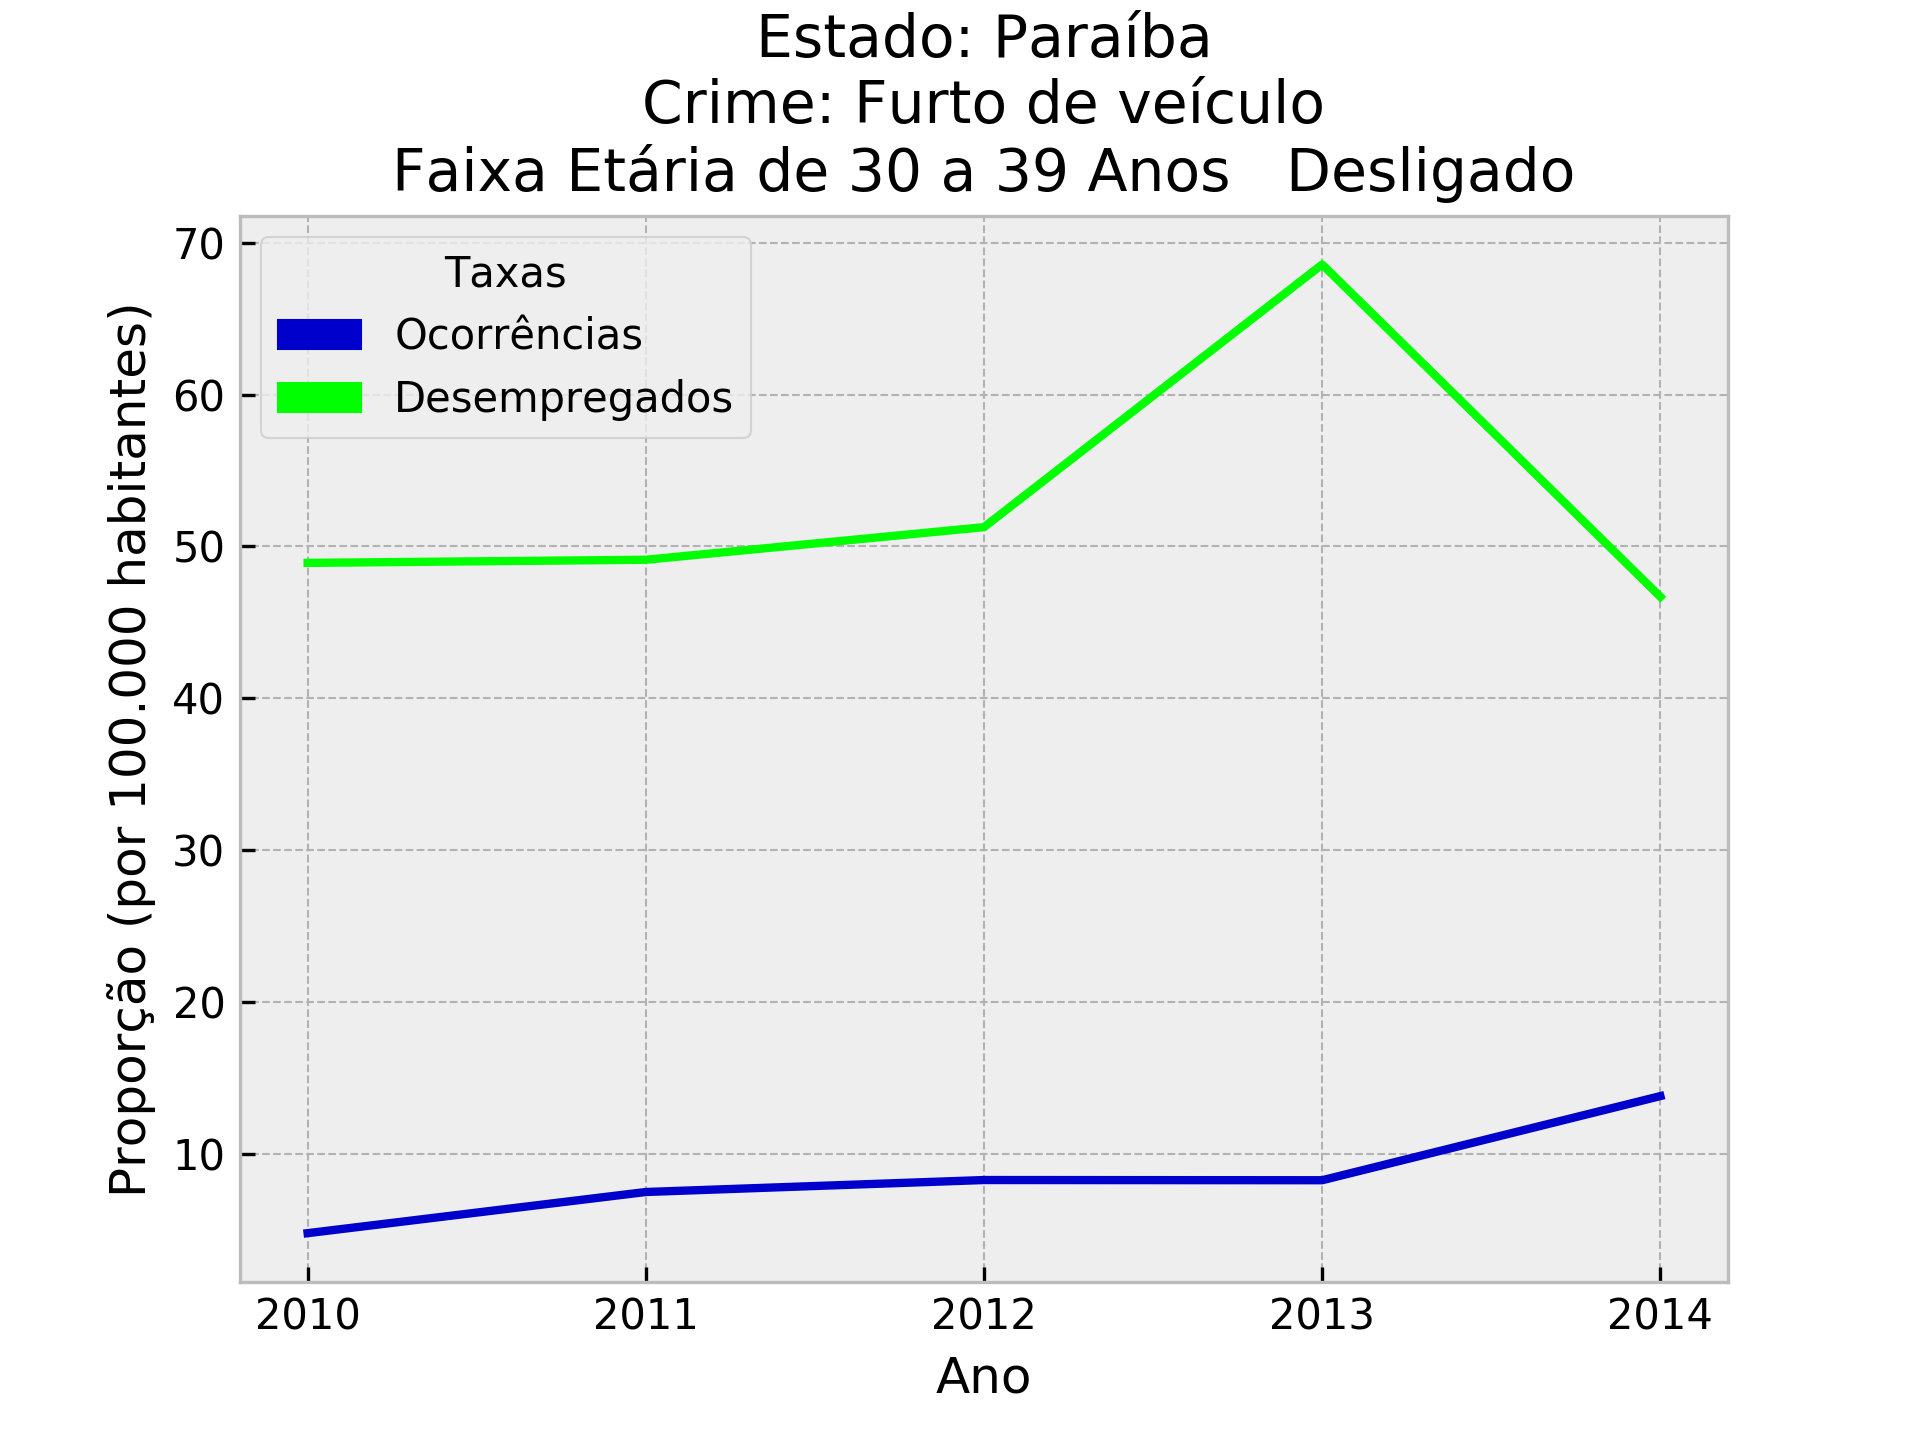 Estado: Paraíba
Crime: Furto de veículo
Faixa Etária de 30 a 39 Anos   Desligado
Taxas
Ocorrências
Desempregados
Proporção (por 100.000 habitantes)
70
60
50
40
30
20
10
2010 2011 2012 2013 2014
Ano